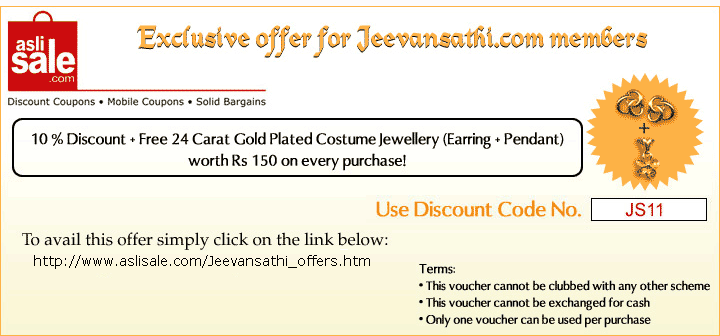 asli
sale
.com
Exclusive offer for Jeevansathi.com members
Discount Coupons • Mobile Coupons • Solid Bargains
10 % Discount + Free 24 Carat Gold Plated Costume Jewellery (Earring + Pendant)
worth Rs 150 on every purchase!
+
Use Discount Code No. JS11
To avail this offer simply click on the link below:
http://www.aslisale.com/Jeevansathi_offers.htm
Terms:
• This voucher cannot be clubbed with any other scheme
• This voucher cannot be exchanged for cash
• Only one voucher can be used per purchase